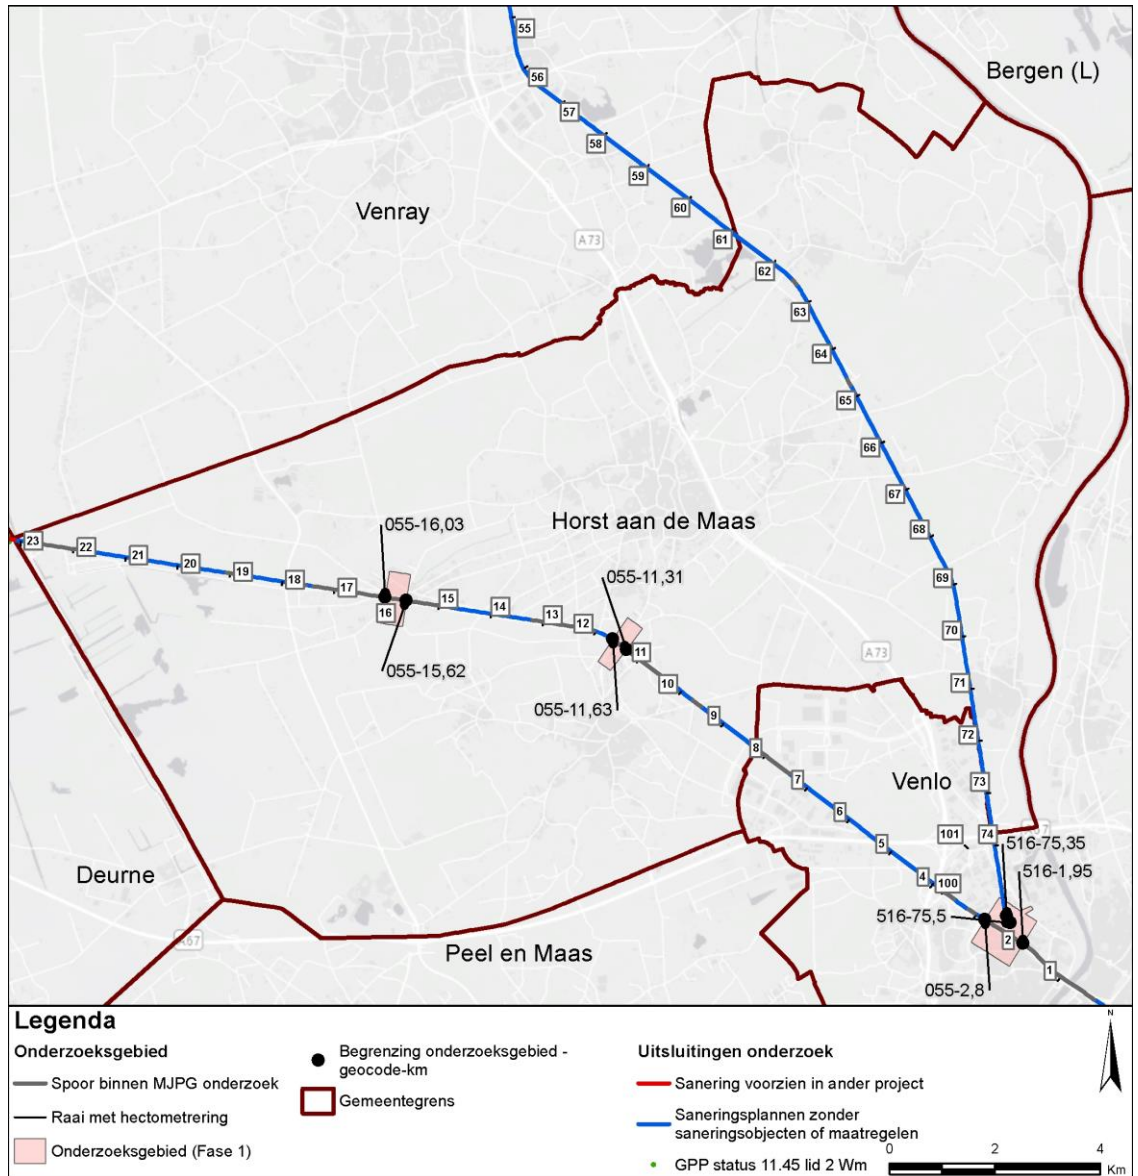 55
Bergen (L)
56
57
58
59
60
Venray
A73
61
62
63
64
65
66
67
68
69
70
71
72
73
74
Horst aan de Maas
055-16,03
055-11,31
23
22
21
20
19
18
17
16
15
14
13
12
11
10
9
8
7
6
5
4
100
101
055-15,62
055-11,63
A73
Venlo
516-75,35
516-1,95
516-75,5
2
1
055-2,8
Deurne
A67
Peel en Maas
Legenda
Onderzoeksgebied
Spoor binnen MJPG onderzoek
Raai met hectometrering
Onderzoeksgebied (Fase 1)
Begrenzing onderzoeksgebied -
geocode-km
Gemeentegrens
Uitsluitingen onderzoek
Sanering voorzien in ander project
Saneringsplannen zonder
saneringsobjecten of maatregelen
GPP status 11.45 lid 2 Wm
N
0 2 4
Km